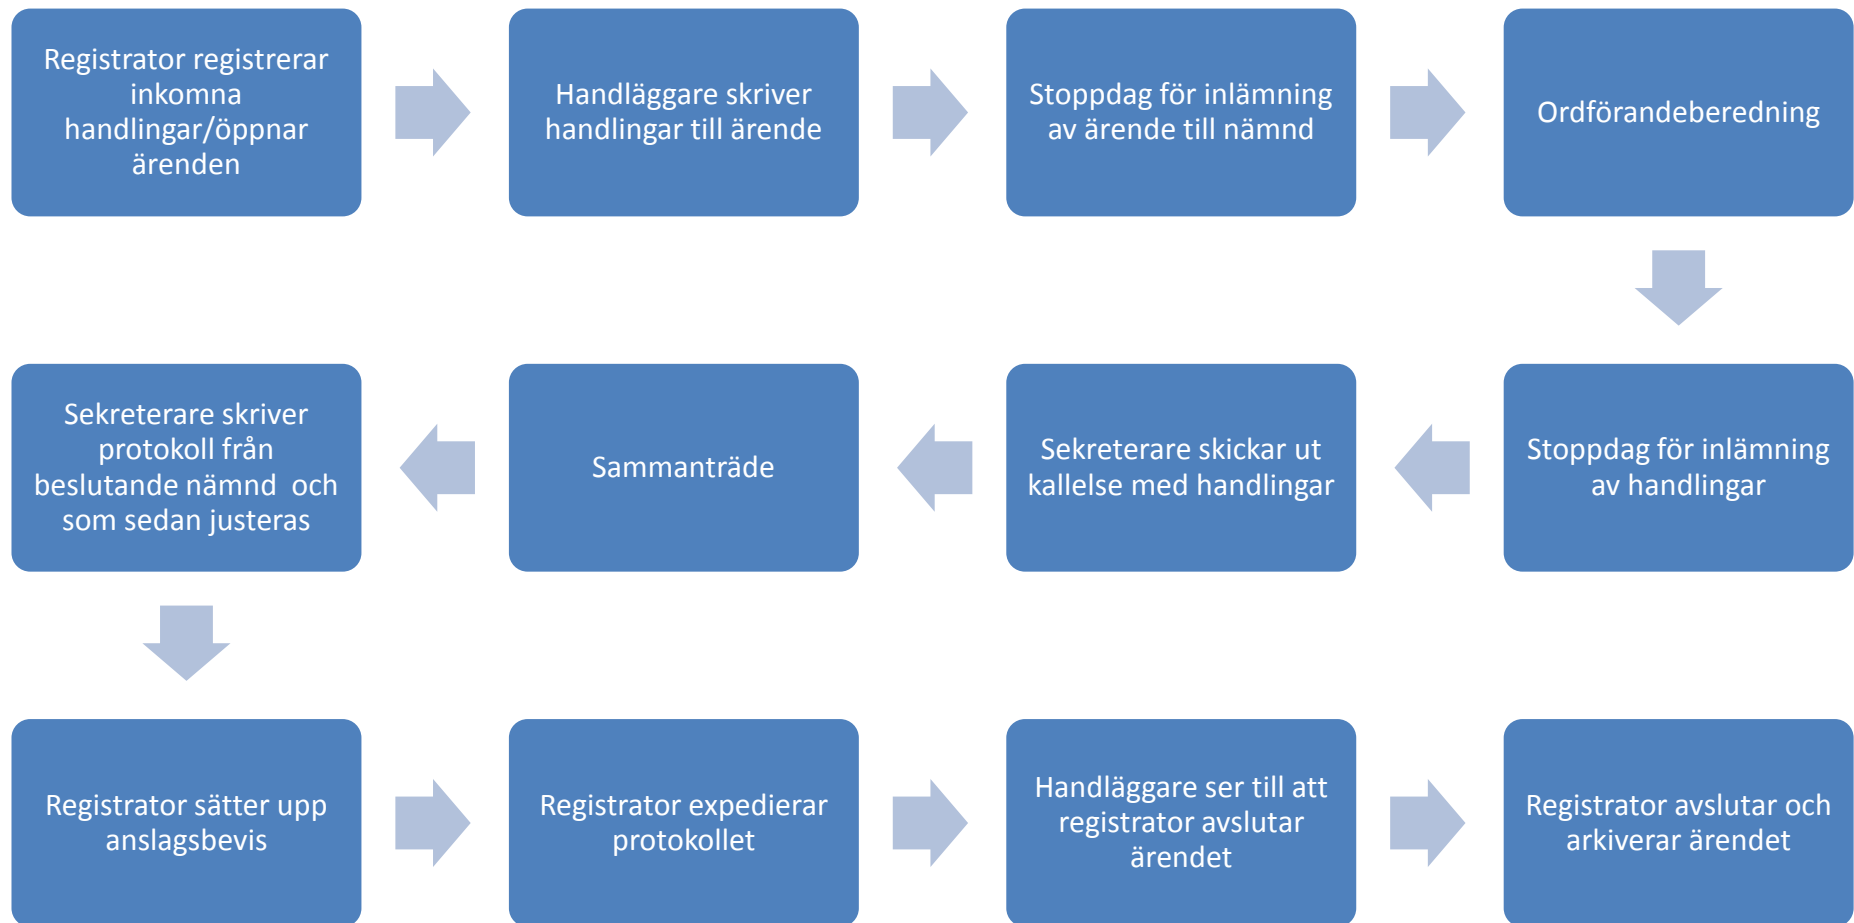 Registrator registrerar
inkomna
handlingar/öppnar
ärenden
Handläggare skriver
handlingar till ärende
Stoppdag för inlämning
av ärende till nämnd
Ordförandeberedning
Stoppdag för inlämning
av handlingar
Sekreterare skickar ut
kallelse med handlingar
Sammanträde
Sekreterare skriver
protokoll från
beslutande nämnd  och
som sedan justeras
Registrator sätter upp
anslagsbevis
Registrator expedierar
protokollet
Handläggare ser till att
registrator avslutar
ärendet
Registrator avslutar och
arkiverar ärendet